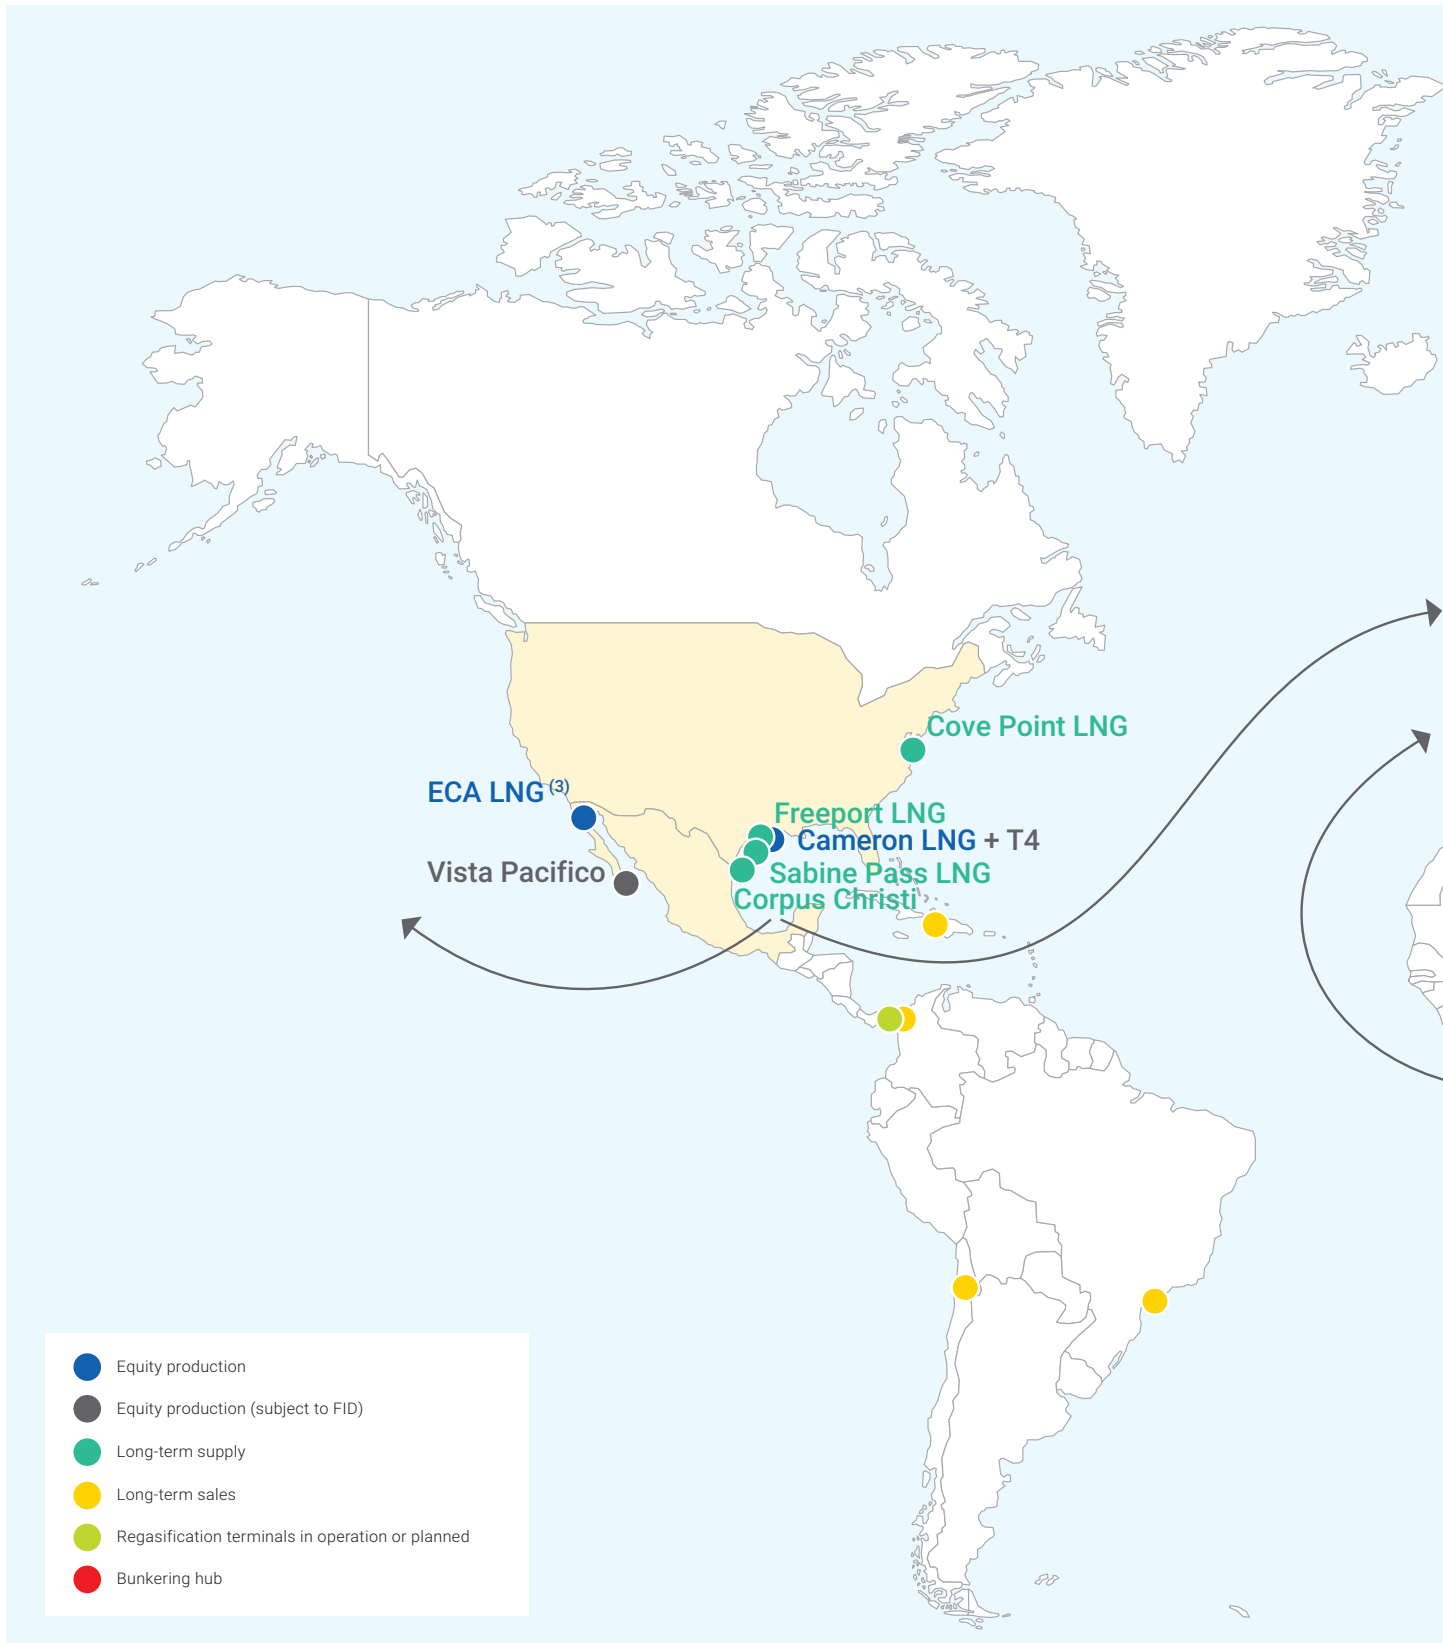 Cove Point LNG
ECA LNG (3)
Freeport LNG
Cameron LNG + T4
Vista Pacifico
Sabine Pass LNG
Corpus Christi
Equity production
Equity production (subject to FID)
Long-term supply
Long-term sales
Regasification terminals in operation or planned
Bunkering hub